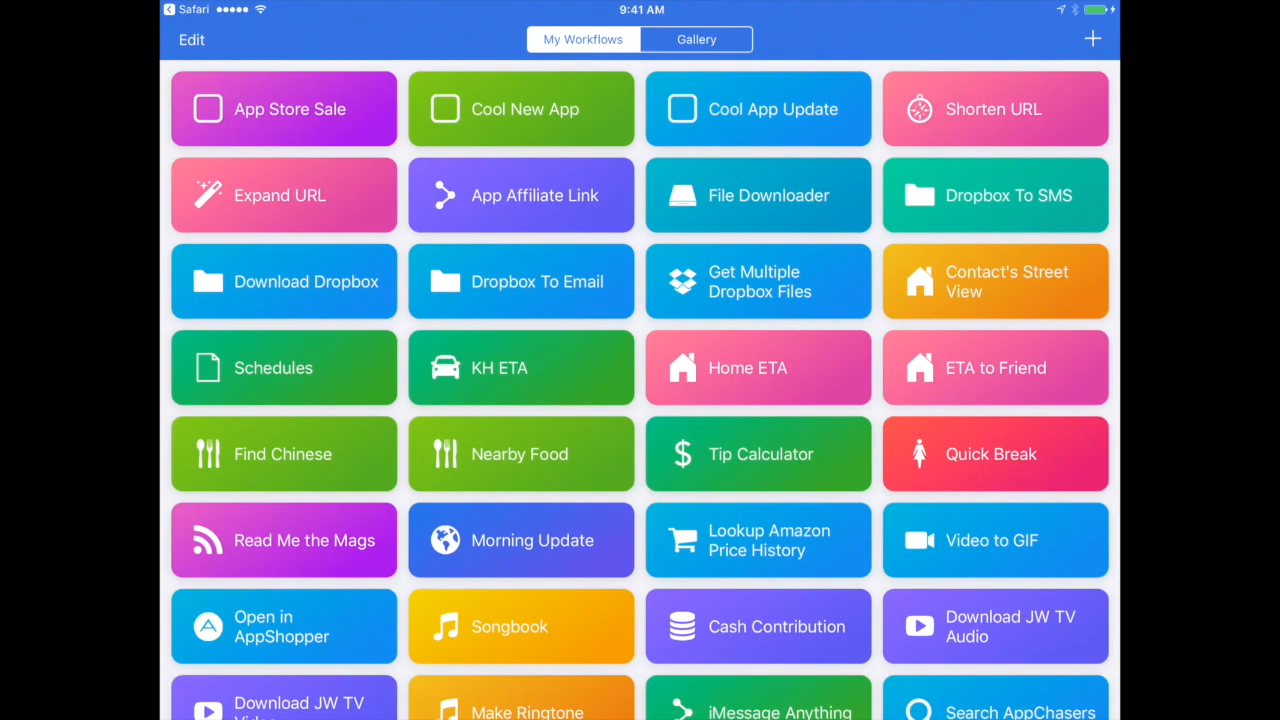 Safari
9:41 AM
Edit
My Workflows
Gallery
App Store Sale
Cool New App
Cool App Update
Shorten URL
Expand URL
App Affiliate Link
File Downloader
Dropbox To SMS
Download Dropbox
Dropbox To Email
Get Multiple
Dropbox Files
Contact's Street
View
Schedules
KH ETA
Home ETA
ETA to Friend
Find Chinese
Nearby Food
Tip Calculator
Quick Break
Read Me the Mags
Morning Update
Lookup Amazon
Price History
Video to GIF
Open in
AppShopper
Songbook
Cash Contribution
Download JW TV
Audio
Download JW TV
Video
Make Ringtone
iMessage Anything
Search AppChasers